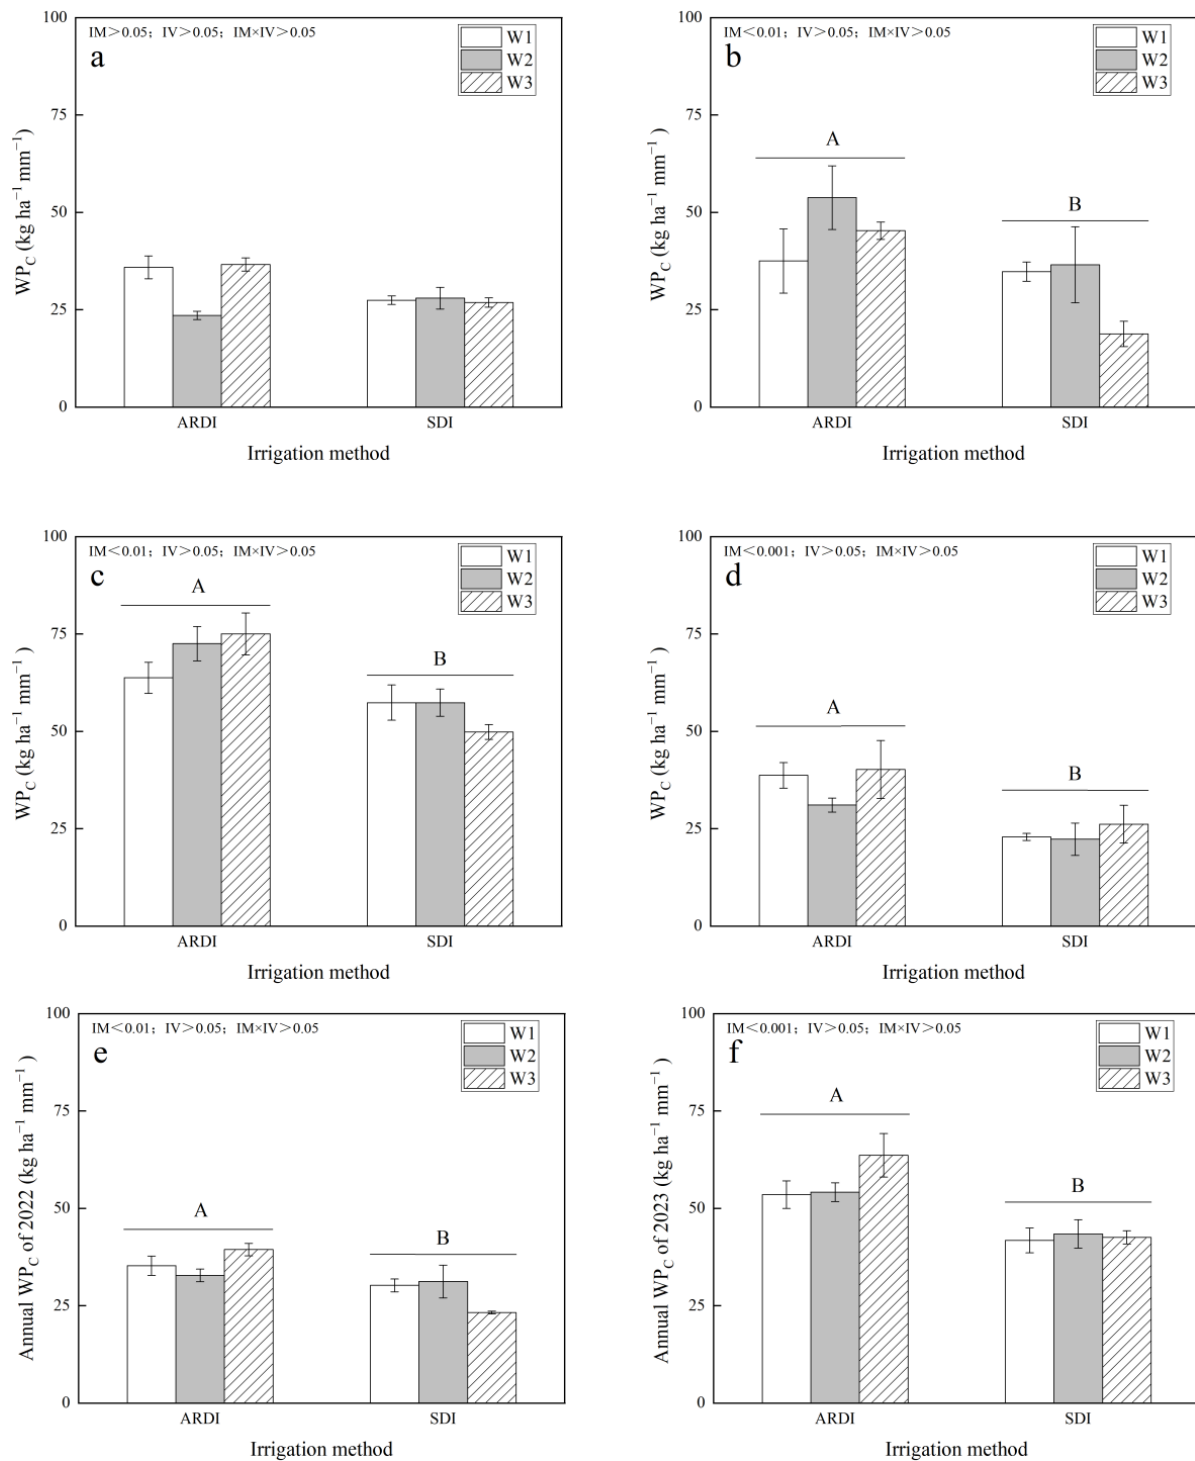 IM>0.05; IV>0.05; IM×IV>0.05
a
W1
W2
W3
100
75
50
25
0
WP_C (kg ha⁻¹ mm⁻¹)
ARDI
SDI
Irrigation method
IM<0.01; IV>0.05; IM×IV>0.05
b
W1
W2
W3
A
B
100
75
50
25
0
WP_C (kg ha⁻¹ mm⁻¹ )
ARDI
SDI
Irrigation method
IM<0.01; IV>0.05; IM×IV>0.05
c
W1
W2
W3
A
B
100
75
50
25
0
WP_C (kg ha⁻¹ mm⁻¹ )
ARDI
SDI
Irrigation method
IM<0.001; IV>0.05; IM×IV>0.05
d
W1
W2
W3
A
B
100
75
50
25
0
WP_C (kg ha⁻¹ mm⁻¹ )
ARDI
SDI
Irrigation method
IM<0.01; IV>0.05; IM×IV>0.05
e
W1
W2
W3
A
B
100
75
50
25
0
Annual WP_C of 2022 (kg ha⁻¹ mm⁻¹ )
ARDI
SDI
Irrigation method
IM<0.001; IV>0.05; IM×IV>0.05
f
W1
W2
W3
A
B
100
75
50
25
0
Annual WP_C of 2023 (kg ha⁻¹ mm⁻¹ )
ARDI
SDI
Irrigation method